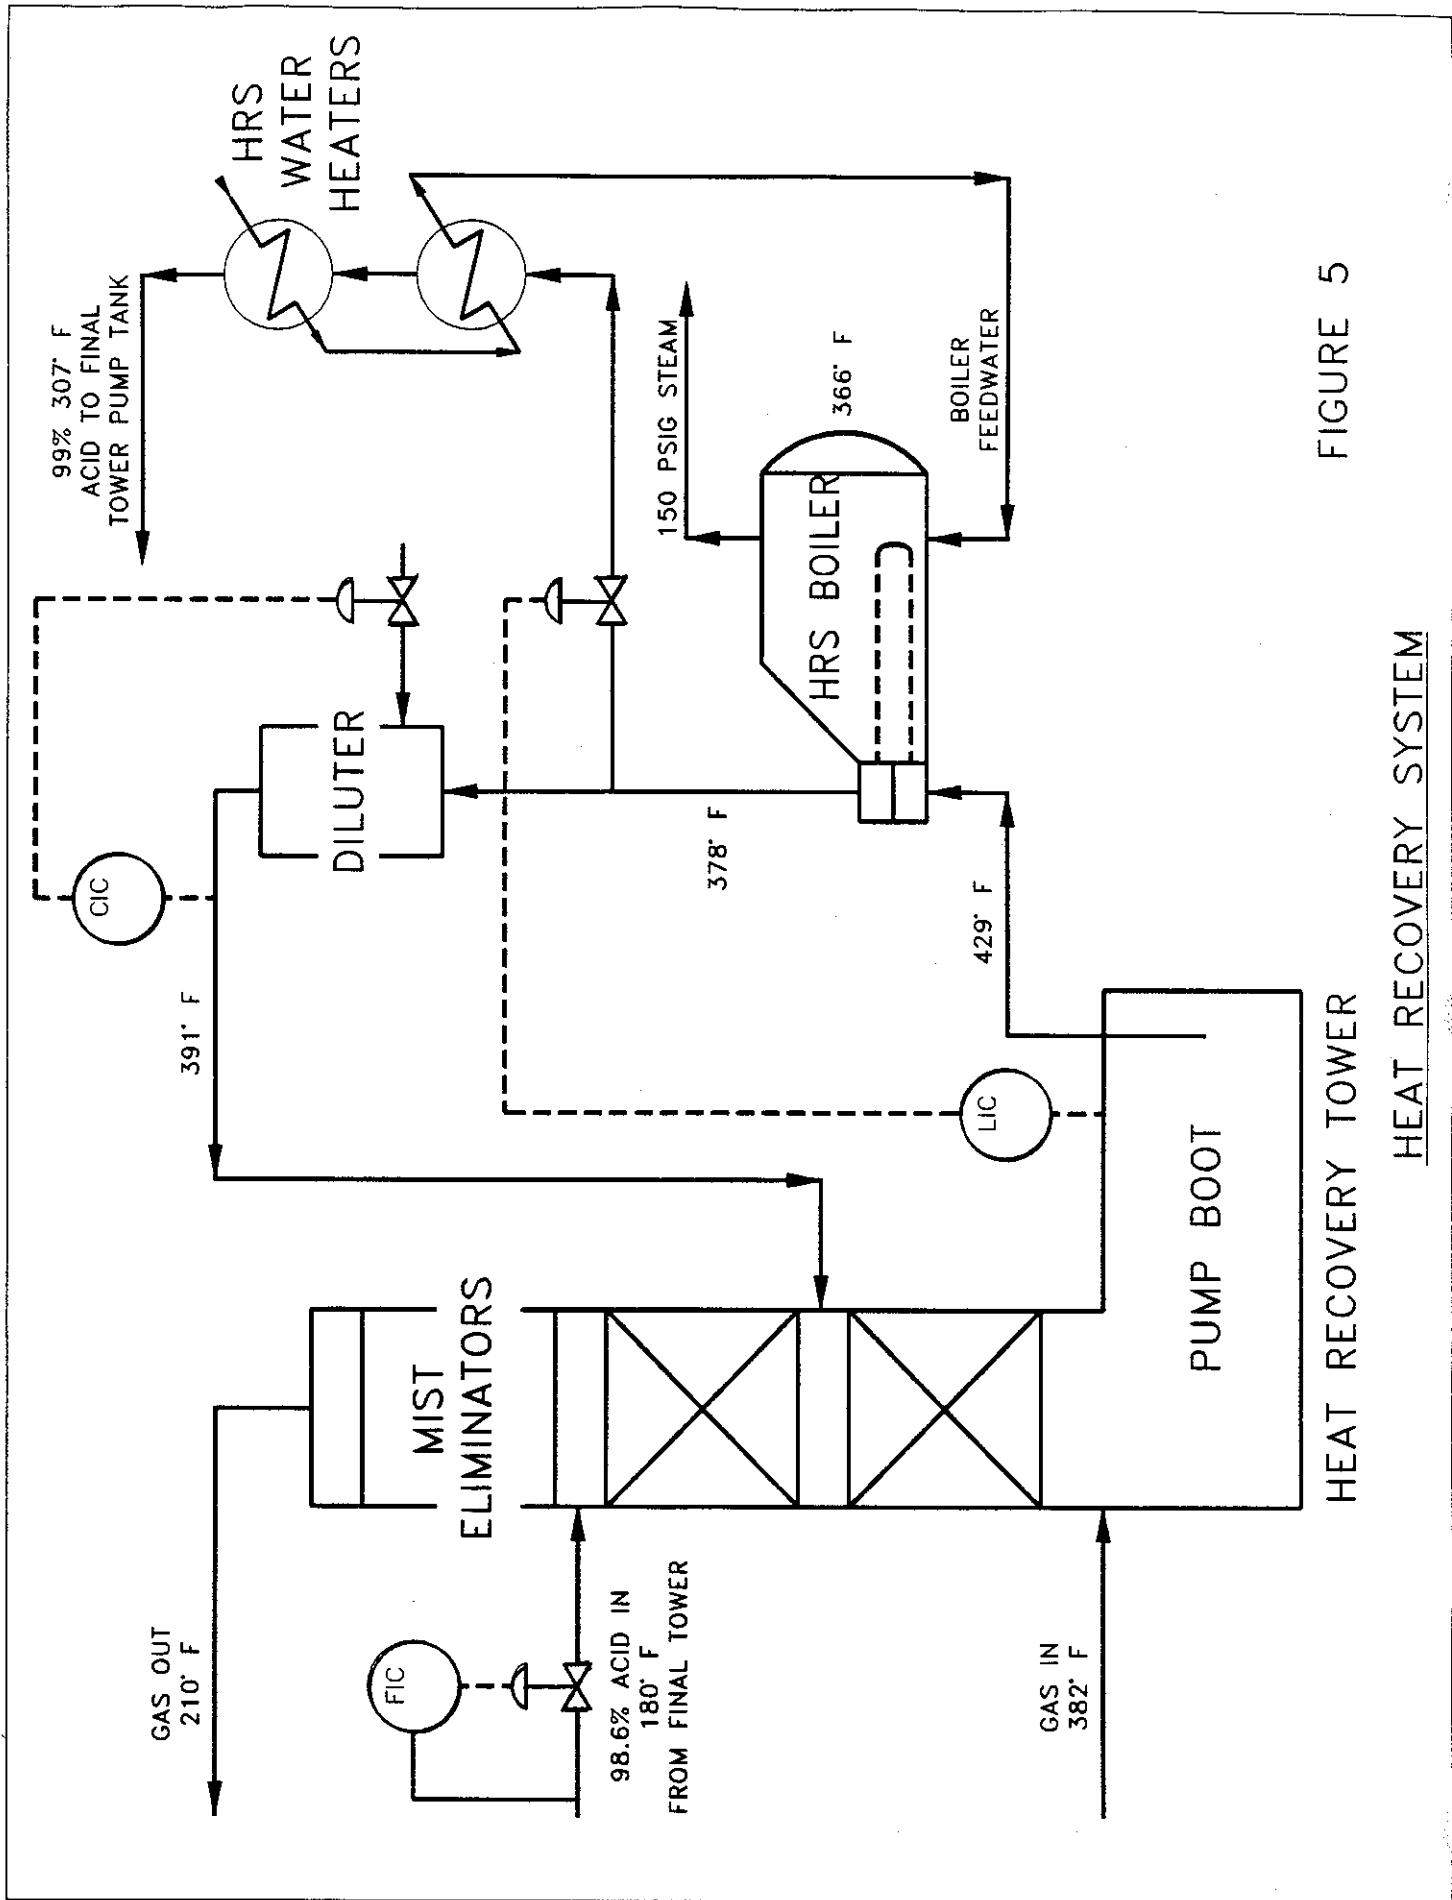 GAS OUT
210° F
FIC
98.6% ACID IN
180° F
FROM FINAL TOWER
GAS IN
382° F
MIST
ELIMINATORS
PUMP BOOT
HEAT RECOVERY TOWER
391° F
CIC
LIC
429° F
378° F
DILUTER
HRS BOILER
366° F
150 PSIG STEAM
BOILER
FEEDWATER
99% 307° F
ACID TO FINAL
TOWER PUMP TANK
HRS
WATER
HEATERS
HEAT RECOVERY SYSTEM
FIGURE 5